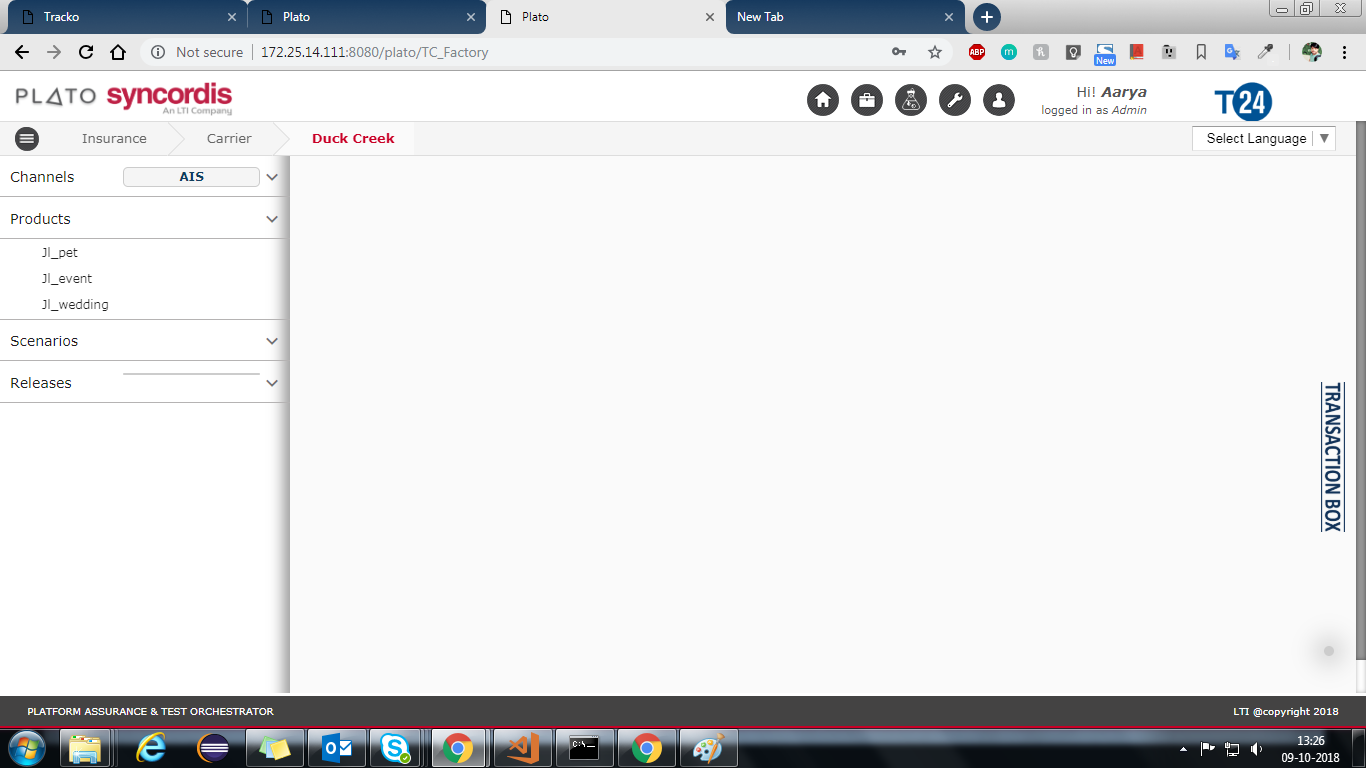 Tracko
Plato
Plato
New Tab
Not secure
172.25.14.111:8080/plato/TC_Factory
ABP
m
New
PLATO syncordis
An LTI Company
Hi! Aarya
logged in as Admin
T24
Insurance
Carrier
Duck Creek
Select Language
Channels
AIS
Products
Jl_pet
Jl_event
Jl_wedding
Scenarios
Releases
TRANSACTION BOX
PLATFORM ASSURANCE & TEST ORCHESTRATOR
LTI @copyright 2018
13:26
09-10-2018